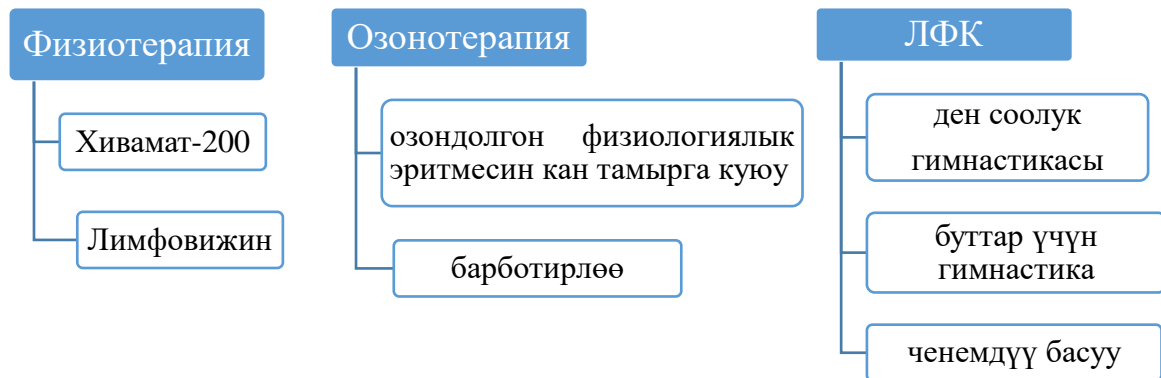 Физиотерапия
Хивамат-200
Лимфовижин
Озонотерапия
озондолгон физиологиялык
эритмесин кан тамырга куюу
барботирлөө
ЛФК
ден соолук
гимнастикасы
буттар үчүн
гимнастика
ченемдүү басуу